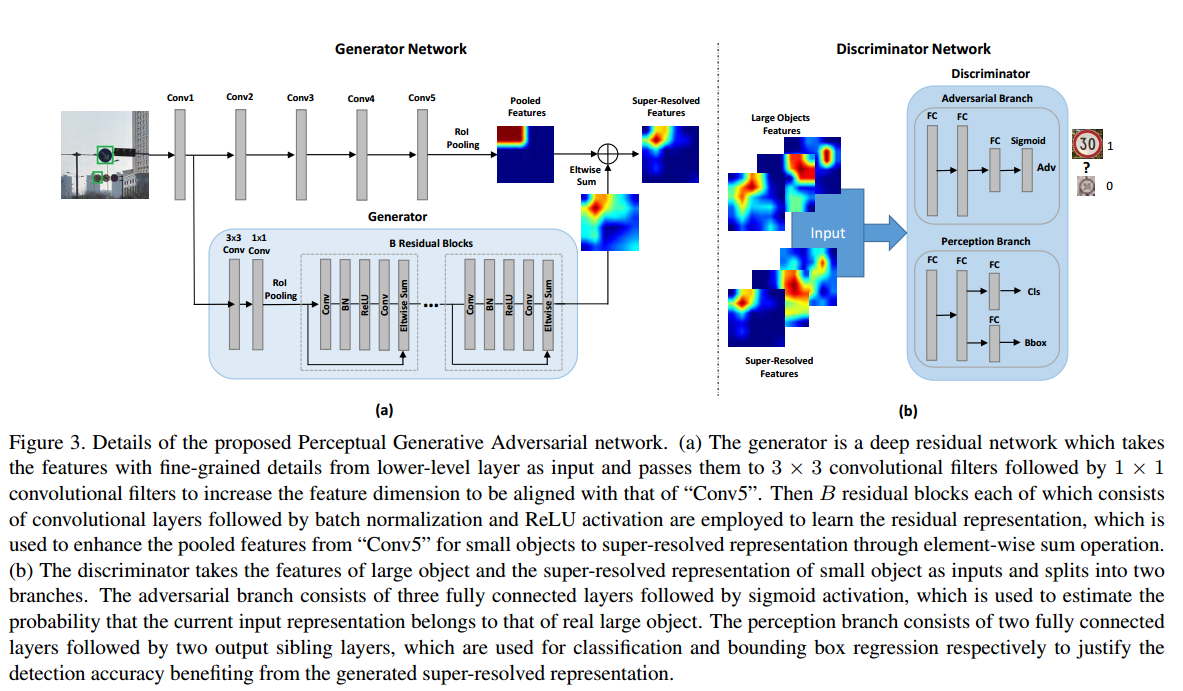 Generator Network
Conv1 Conv2 Conv3 Conv4 Conv5
RoI
Pooling
Pooled
Features
Super-Resolved
Features
Eltwise
Sum
Generator
3x3
Conv
1x1
Conv
RoI
Pooling
B Residual Blocks
Conv
BN
ReLU
Conv
Eltwise Sum
...
Conv
BN
ReLU
Conv
Eltwise Sum
(a)
Discriminator Network
Large Objects
Features
Input
Super-Resolved
Features
Discriminator
Adversarial Branch
FC FC
FC Sigmoid
Adv
30 1
?
0
Perception Branch
FC FC FC
Cls
FC
Bbox
(b)
Figure 3. Details of the proposed Perceptual Generative Adversarial network. (a) The generator is a deep residual network which takes
the features with fine-grained details from lower-level layer as input and passes them to 3 × 3 convolutional filters followed by 1 × 1
convolutional filters to increase the feature dimension to be aligned with that of “Conv5”. Then B residual blocks each of which consists
of convolutional layers followed by batch normalization and ReLU activation are employed to learn the residual representation, which is
used to enhance the pooled features from “Conv5” for small objects to super-resolved representation through element-wise sum operation.
(b) The discriminator takes the features of large object and the super-resolved representation of small object as inputs and splits into two
branches. The adversarial branch consists of three fully connected layers followed by sigmoid activation, which is used to estimate the
probability that the current input representation belongs to that of real large object. The perception branch consists of two fully connected
layers followed by two output sibling layers, which are used for classification and bounding box regression respectively to justify the
detection accuracy benefiting from the generated super-resolved representation.